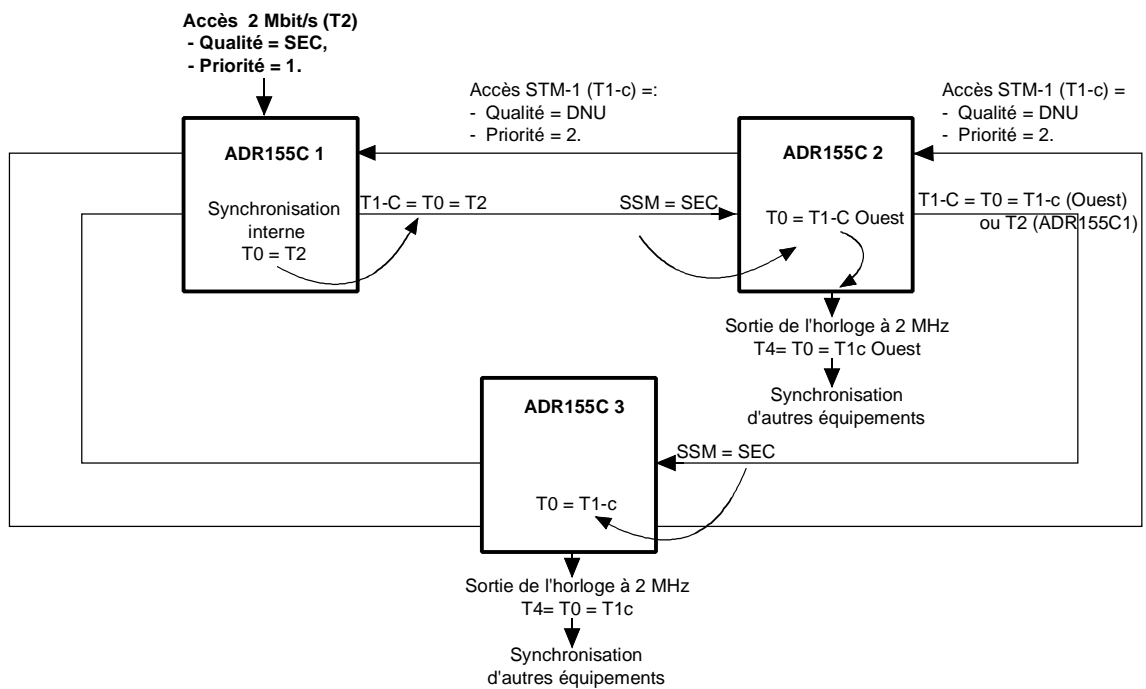 Accès 2 Mbit/s (T2)
- Qualité = SEC,
- Priorité = 1.
Accès STM-1 (T1-c) =:
- Qualité = DNU
- Priorité = 2.
Accès STM-1 (T1-c) =
- Qualité = DNU
- Priorité = 2.
ADR155C 1
Synchronisation
interne
T0 = T2
T1-C = T0 = T2
SSM = SEC
ADR155C 2
T0 = T1-C Ouest
T1-C = T0 = T1-c (Ouest)
ou T2 (ADR155C1)
Sortie de l'horloge à 2 MHz
T4= T0 = T1c Ouest
Synchronisation
d'autres équipements
ADR155C 3
SSM = SEC
T0 = T1-c
Sortie de l'horloge à 2 MHz
T4= T0 = T1c
Synchronisation
d'autres équipements